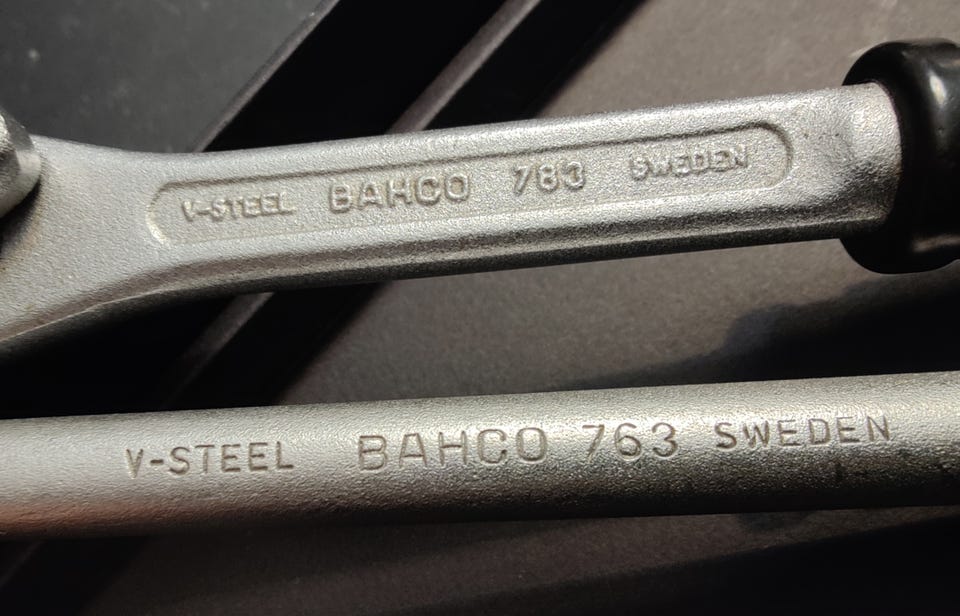 V-STEEL BAHCO 783 SWEDEN
V-STEEL BAHCO 763 SWEDEN